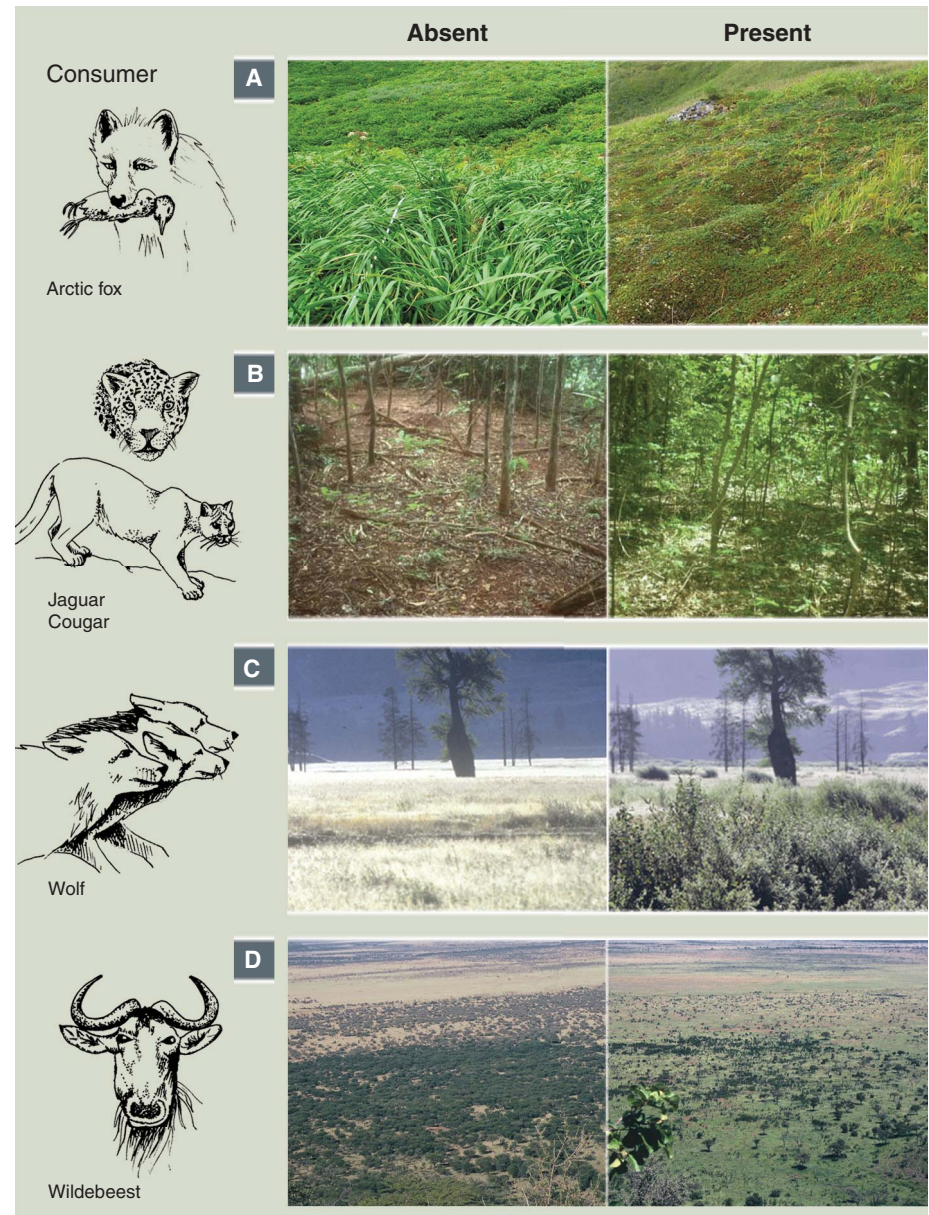 Absent
Present
Consumer
A
Arctic fox
B
Jaguar
Cougar
C
Wolf
D
Wildebeest